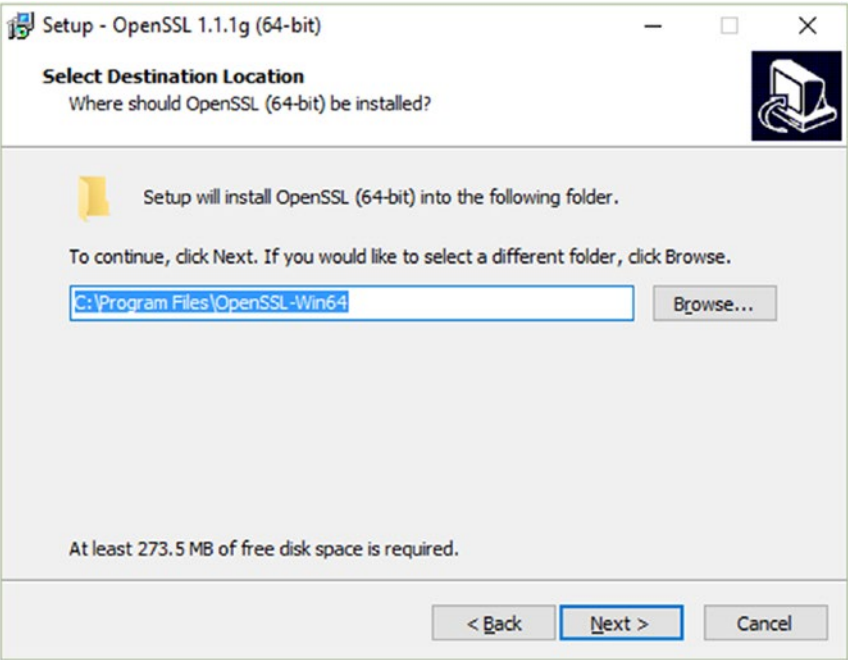 Setup - OpenSSL 1.1.1g (64-bit)
Select Destination Location
Where should OpenSSL (64-bit) be installed?
Setup will install OpenSSL (64-bit) into the following folder.
To continue, click Next. If you would like to select a different folder, click Browse.
C:\Program Files\OpenSSL-Win64
Browse...
At least 273.5 MB of free disk space is required.
< Back
Next >
Cancel